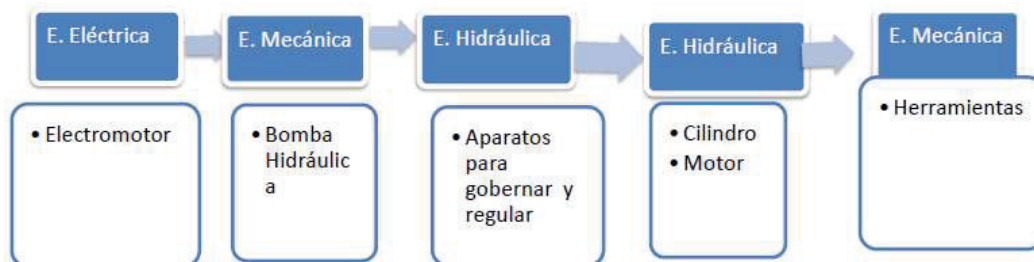 E. Eléctrica
E. Mecánica
E. Hidráulica
E. Hidráulica
E. Mecánica
• Electromotor
• Bomba
Hidráulic
a
• Aparatos
para
gobernar y
regular
• Cilindro
• Motor
• Herramientas